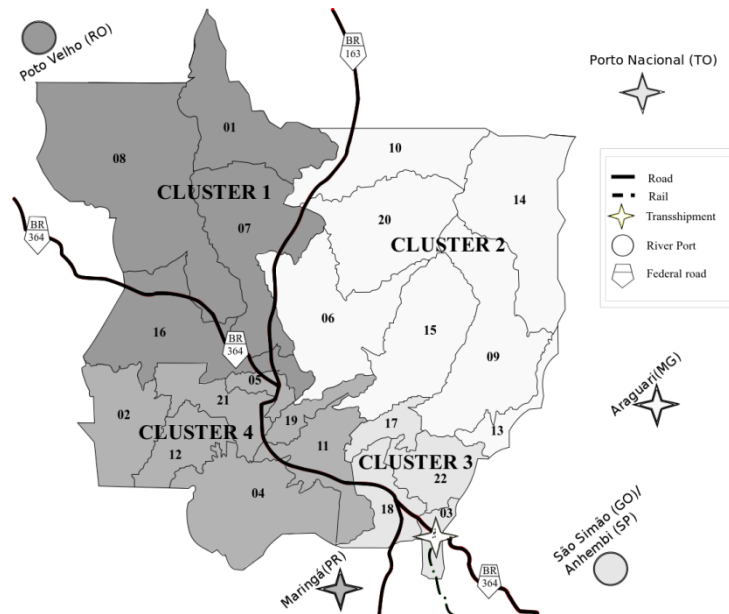 Poto Velho (RO)
BR
163
Porto Nacional (TO)
01
10
08
14
CLUSTER 1
20
07
CLUSTER 2
Road
Rail
Transshipment
River Port
Federal road
BR
364
06
15
16
BR
364
09
05
02
21
19
17
13
CLUSTER 4
11
12
CLUSTER 3
22
04
18
03
Araguari(MG)
São Simão (GO)/
Anhembi (SP)
Maringá(PR)
BR
364